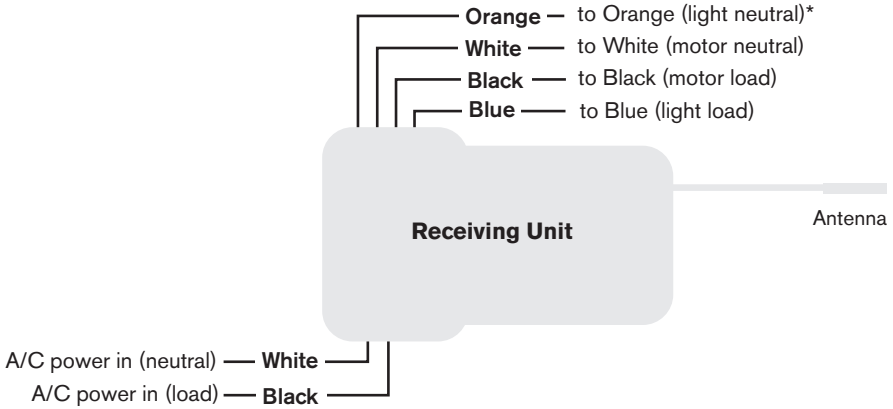 Orange to Orange (light neutral)*
White to White (motor neutral)
Black to Black (motor load)
Blue to Blue (light load)
Antenna
Receiving Unit
A/C power in (neutral) White
A/C power in (load) Black